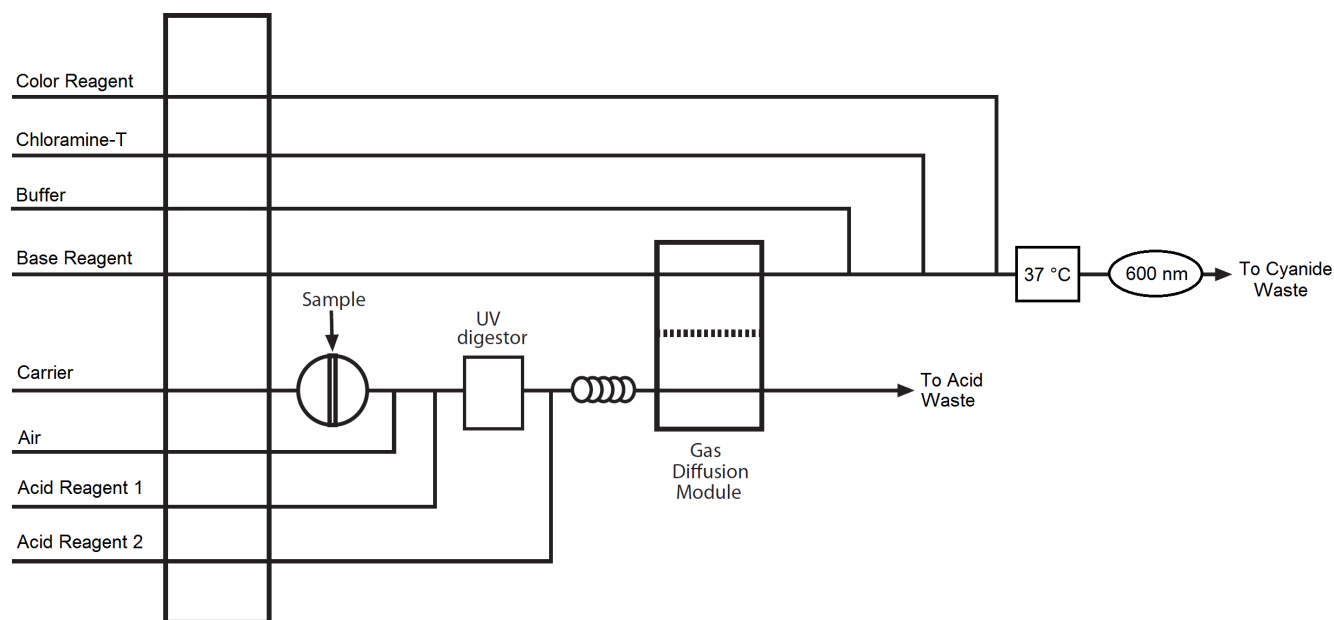 Color Reagent
Chloramine-T
Buffer
Base Reagent
37 °C
600 nm
To Cyanide
Waste
Sample
UV
digestor
Carrier
To Acid
Waste
Air
Gas
Diffusion
Module
Acid Reagent 1
Acid Reagent 2